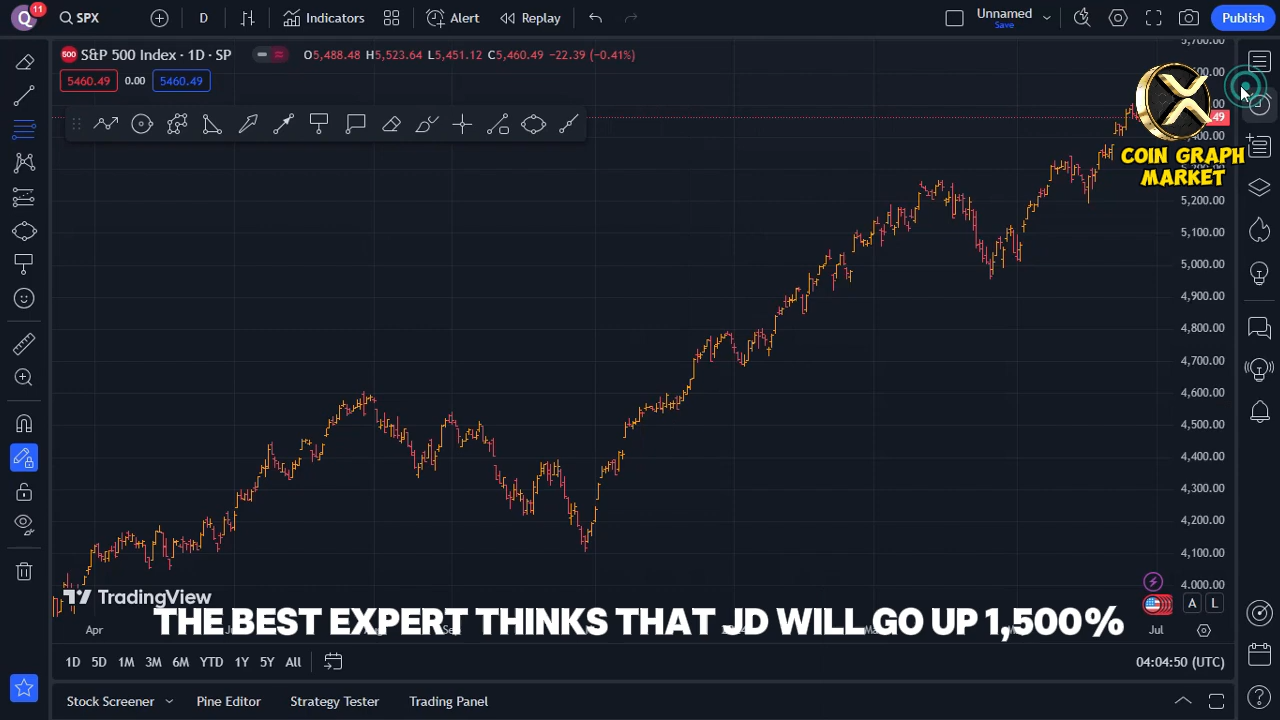 Q 11 SPX D Indicators Alert Replay Unnamed Save Publish
500 S&P 500 Index · 1D · SP O5,488.48 H5,523.64 L5,451.12 C5,460.49 −22.39 (−0.41%)
5460.49 0.00 5460.49
COIN GRAPH
MARKET
5,200.00
5,100.00
5,000.00
4,900.00
4,800.00
4,700.00
4,600.00
4,500.00
4,400.00
4,300.00
4,200.00
4,100.00
4,000.00
TradingView
A L
THE BEST EXPERT THINKS THAT JD WILL GO UP 1,500%
Apr Jul
1D 5D 1M 3M 6M YTD 1Y 5Y All 04:04:50 (UTC)
Stock Screener Pine Editor Strategy Tester Trading Panel